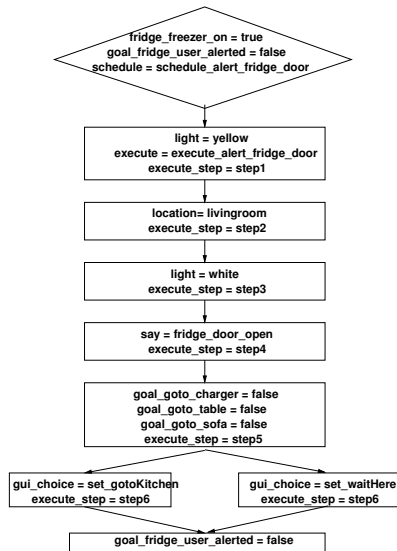 fridge_freezer_on = true
goal_fridge_user_alerted = false
schedule = schedule_alert_fridge_door
light = yellow
execute = execute_alert_fridge_door
execute_step = step1
location= livingroom
execute_step = step2
light = white
execute_step = step3
say = fridge_door_open
execute_step = step4
goal_goto_charger = false
goal_goto_table = false
goal_goto_sofa = false
execute_step = step5
gui_choice = set_gotoKitchen
execute_step = step6
gui_choice = set_waitHere
execute_step = step6
goal_fridge_user_alerted = false